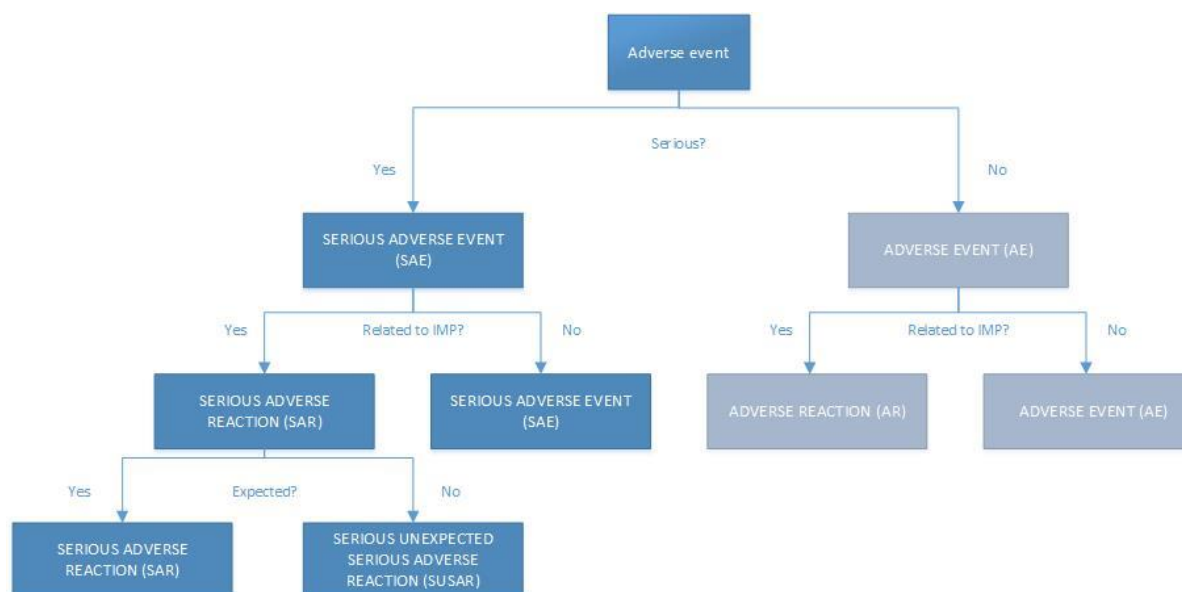 Adverse event
Serious?
Yes
No
SERIOUS ADVERSE EVENT
(SAE)
ADVERSE EVENT (AE)
Yes
Related to IMP?
No
Yes
Related to IMP?
No
SERIOUS ADVERSE
REACTION (SAR)
SERIOUS ADVERSE EVENT
(SAE)
ADVERSE REACTION (AR)
ADVERSE EVENT (AE)
Yes
Expected?
No
SERIOUS ADVERSE
REACTION (SAR)
SERIOUS UNEXPECTED
SERIOUS ADVERSE
REACTION (SUSAR)